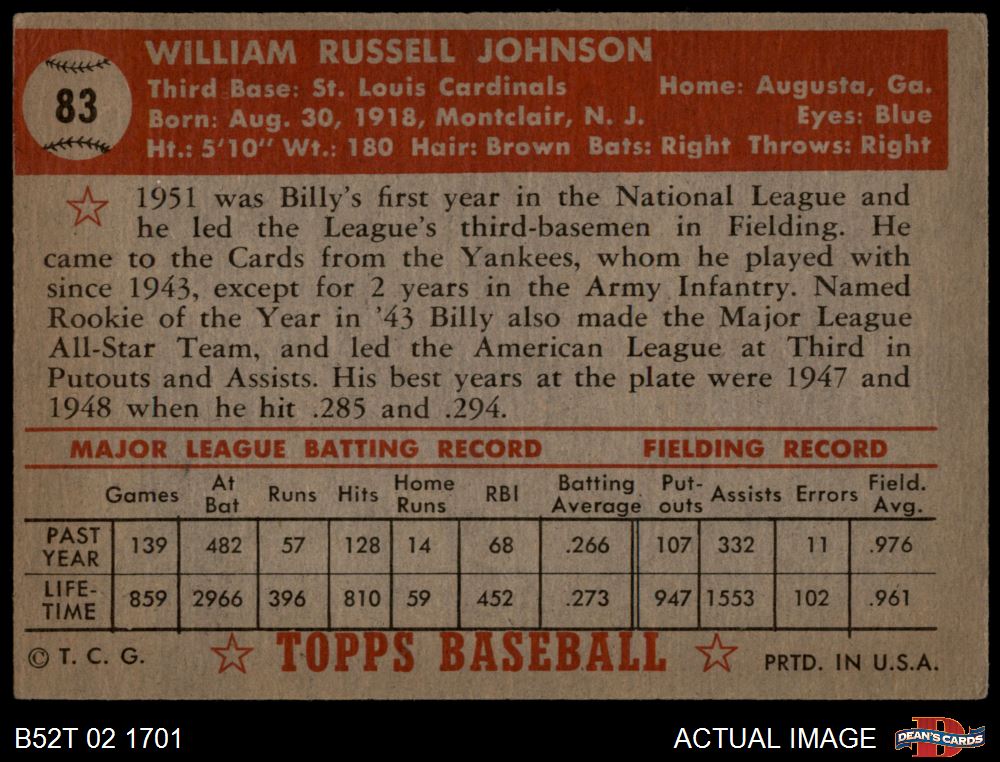 83
WILLIAM RUSSELL JOHNSON
Third Base: St. Louis Cardinals Home: Augusta, Ga.
Born: Aug. 30, 1918, Montclair, N. J. Eyes: Blue
Ht.: 5'10" Wt.: 180 Hair: Brown Bats: Right Throws: Right
1951 was Billy's first year in the National League and
he led the League's third-basemen in Fielding. He
came to the Cards from the Yankees, whom he played with
since 1943, except for 2 years in the Army Infantry. Named
Rookie of the Year in '43 Billy also made the Major League
All-Star Team, and led the American League at Third in
Putouts and Assists. His best years at the plate were 1947 and
1948 when he hit .285 and .294.
MAJOR LEAGUE BATTING RECORD FIELDING RECORD
Games At Bat Runs Hits Home Runs RBI Batting Average Put-outs Assists Errors Field. Avg.
PAST YEAR 139 482 57 128 14 68 .266 107 332 11 .976
LIFE-TIME 859 2966 396 810 59 452 .273 947 1553 102 .961
© T. C. G. TOPPS BASEBALL PRTD. IN U.S.A.
B52T 02 1701 ACTUAL IMAGE DEAN'S CARDS